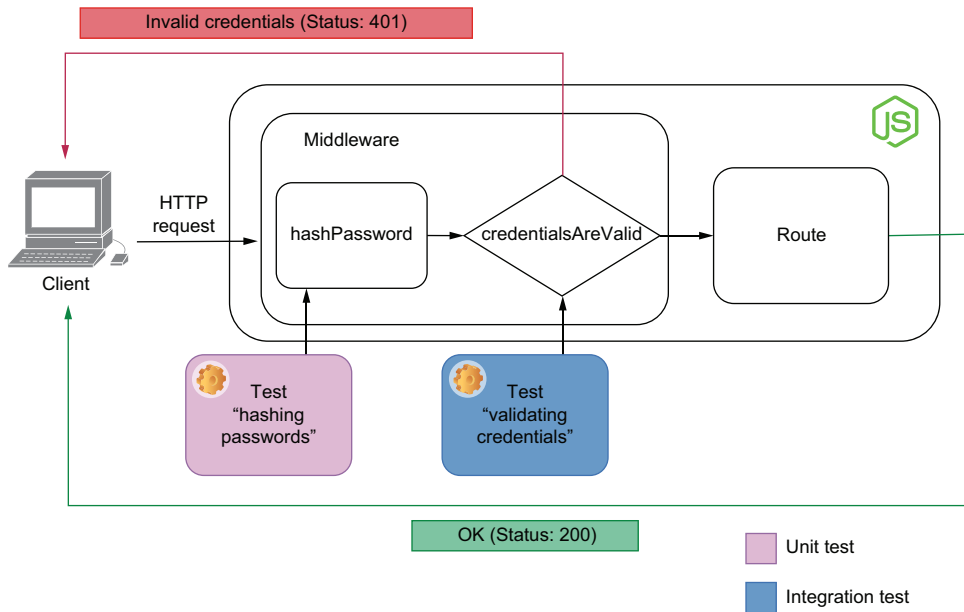 Invalid credentials (Status: 401)
JS
Middleware
HTTP
request
hashPassword
credentialsAreValid
Route
Client
Test
“hashing
passwords”
Test
“validating
credentials”
OK (Status: 200)
Unit test
Integration test